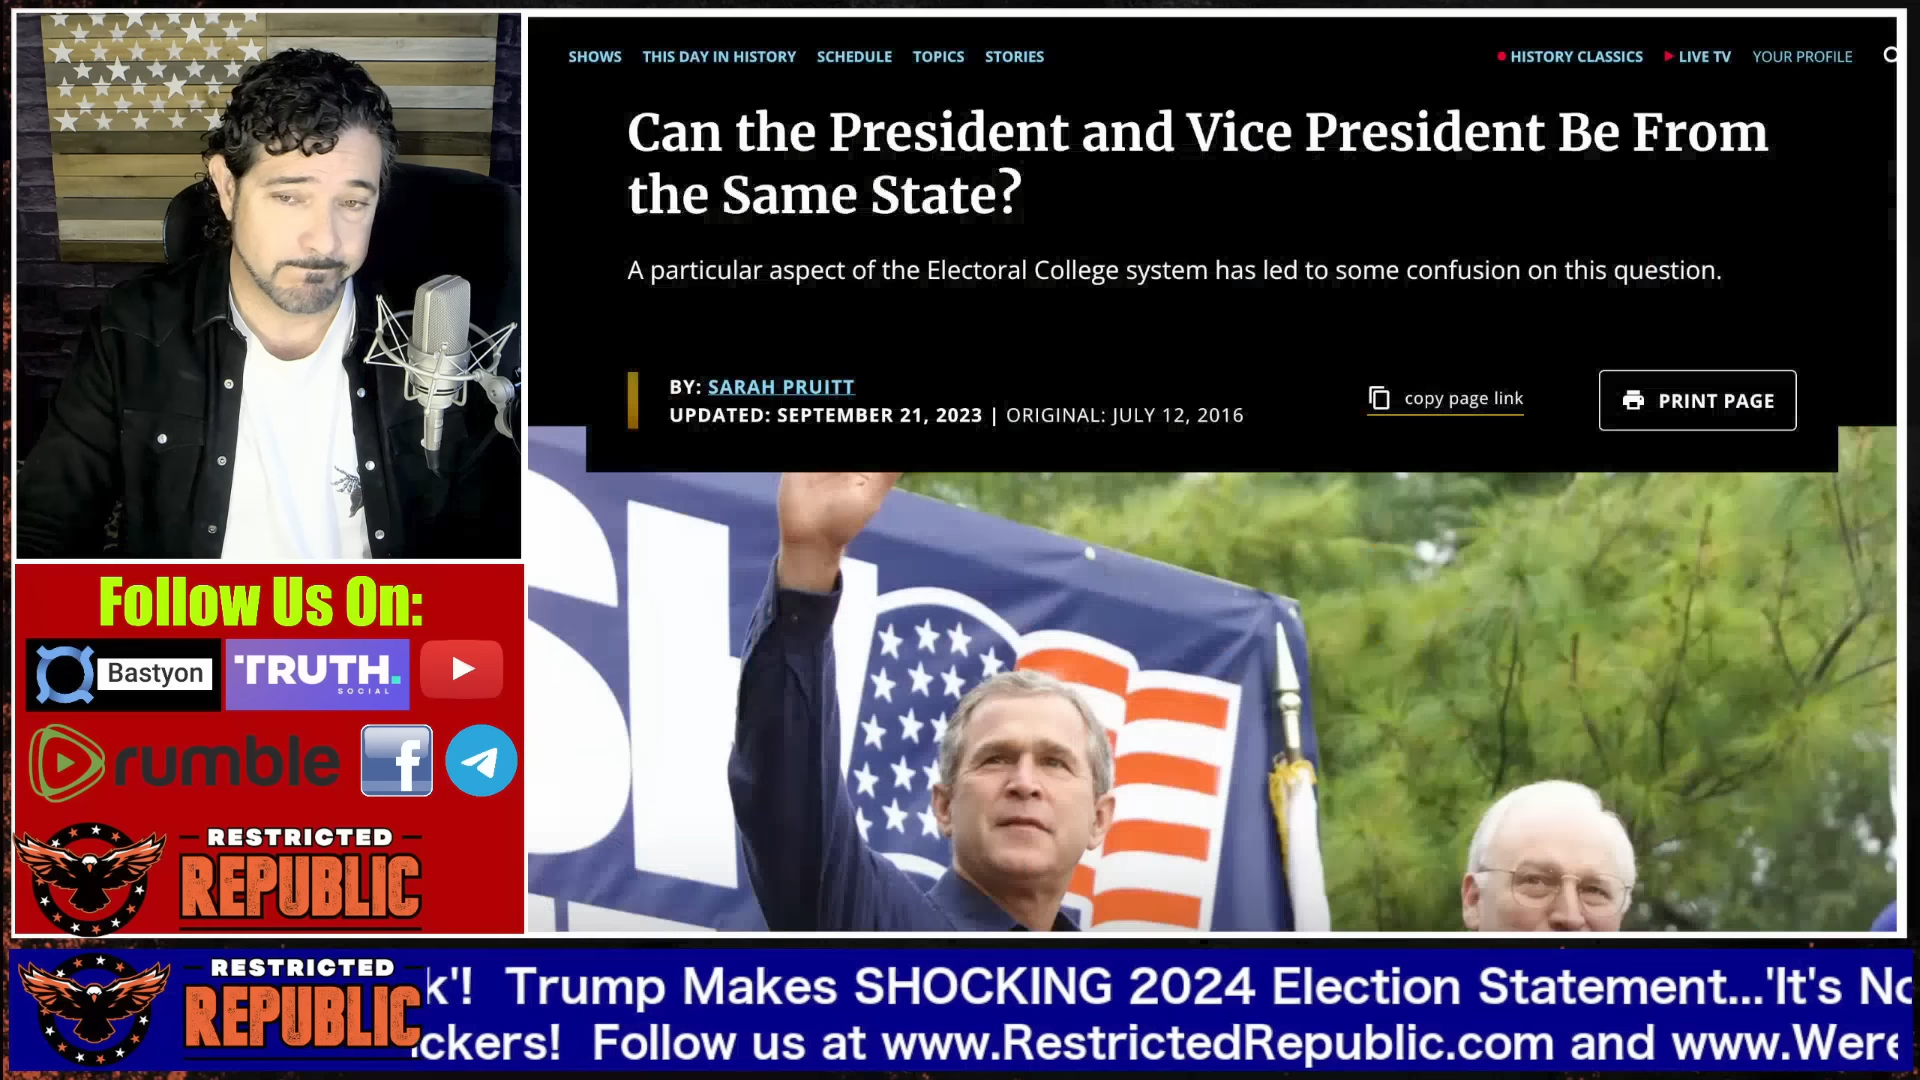 SHOWS THIS DAY IN HISTORY SCHEDULE TOPICS STORIES
HISTORY CLASSICS LIVE TV YOUR PROFILE
Can the President and Vice President Be From
the Same State?
A particular aspect of the Electoral College system has led to some confusion on this question.
BY: SARAH PRUITT
UPDATED: SEPTEMBER 21, 2023 | ORIGINAL: JULY 12, 2016
copy page link
PRINT PAGE
SH
Follow Us On:
Bastyon
TRUTH.
SOCIAL
rumble
f
RESTRICTED
REPUBLIC
RESTRICTED
REPUBLIC
k'! Trump Makes SHOCKING 2024 Election Statement...'It's No
ckers! Follow us at www.RestrictedRepublic.com and www.Were